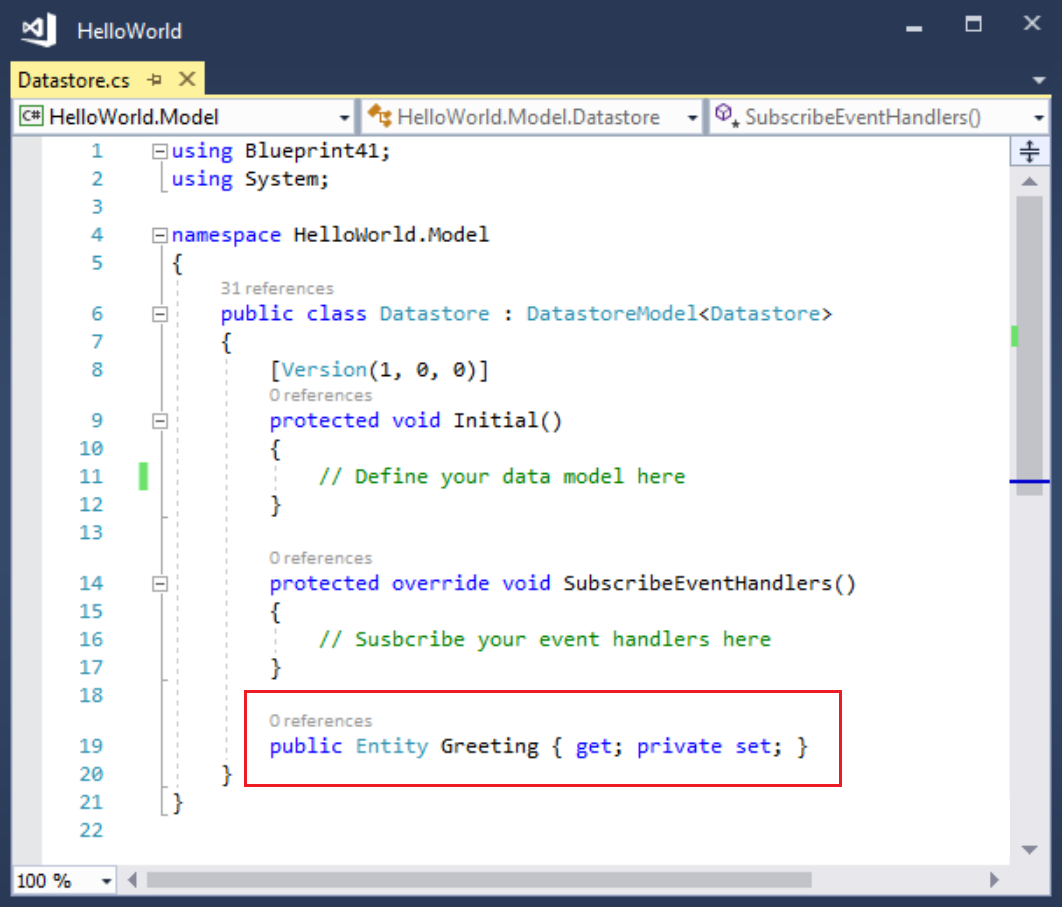 HelloWorld
Datastore.cs
C# HelloWorld.Model HelloWorld.Model.Datastore SubscribeEventHandlers()
1 using Blueprint41;
2 using System;
3
4 namespace HelloWorld.Model
5 {
31 references
6 public class Datastore : DatastoreModel<Datastore>
7 {
8 [Version(1, 0, 0)]
0 references
9 protected void Initial()
10 {
11 // Define your data model here
12 }
13
0 references
14 protected override void SubscribeEventHandlers()
15 {
16 // Susbcribe your event handlers here
17 }
18
0 references
19 public Entity Greeting { get; private set; }
20 }
21 }
22
100 %